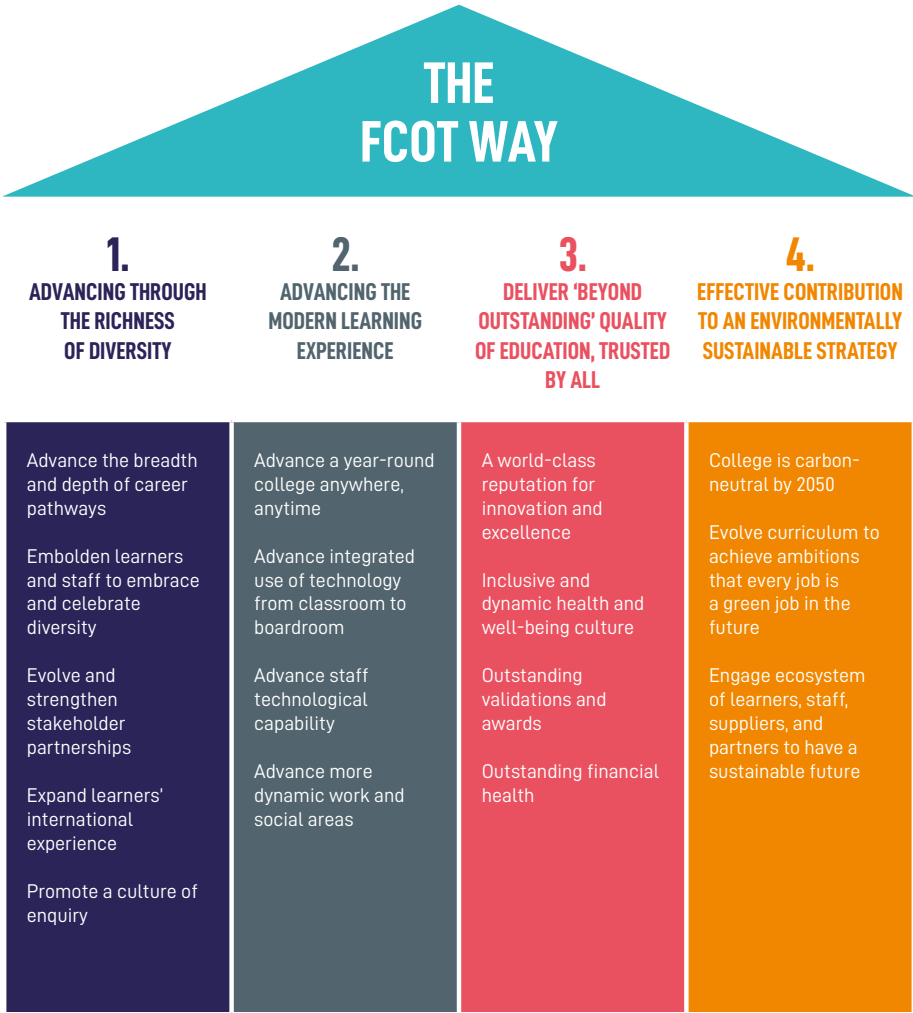 THE
FCOT WAY
1.
ADVANCING THROUGH
THE RICHNESS
OF DIVERSITY
2.
ADVANCING THE
MODERN LEARNING
EXPERIENCE
3.
DELIVER ‘BEYOND
OUTSTANDING’ QUALITY
OF EDUCATION, TRUSTED
BY ALL
4.
EFFECTIVE CONTRIBUTION
TO AN ENVIRONMENTALLY
SUSTAINABLE STRATEGY
Advance the breadth
and depth of career
pathways
Embolden learners
and staff to embrace
and celebrate
diversity
Evolve and
strengthen
stakeholder
partnerships
Expand learners’
international
experience
Promote a culture of
enquiry
Advance a year-round
college anywhere,
anytime
Advance integrated
use of technology
from classroom to
boardroom
Advance staff
technological
capability
Advance more
dynamic work and
social areas
A world-class
reputation for
innovation and
excellence
Inclusive and
dynamic health and
well-being culture
Outstanding
validations and
awards
Outstanding financial
health
College is carbon-
neutral by 2050
Evolve curriculum to
achieve ambitions
that every job is
a green job in the
future
Engage ecosystem
of learners, staff,
suppliers, and
partners to have a
sustainable future